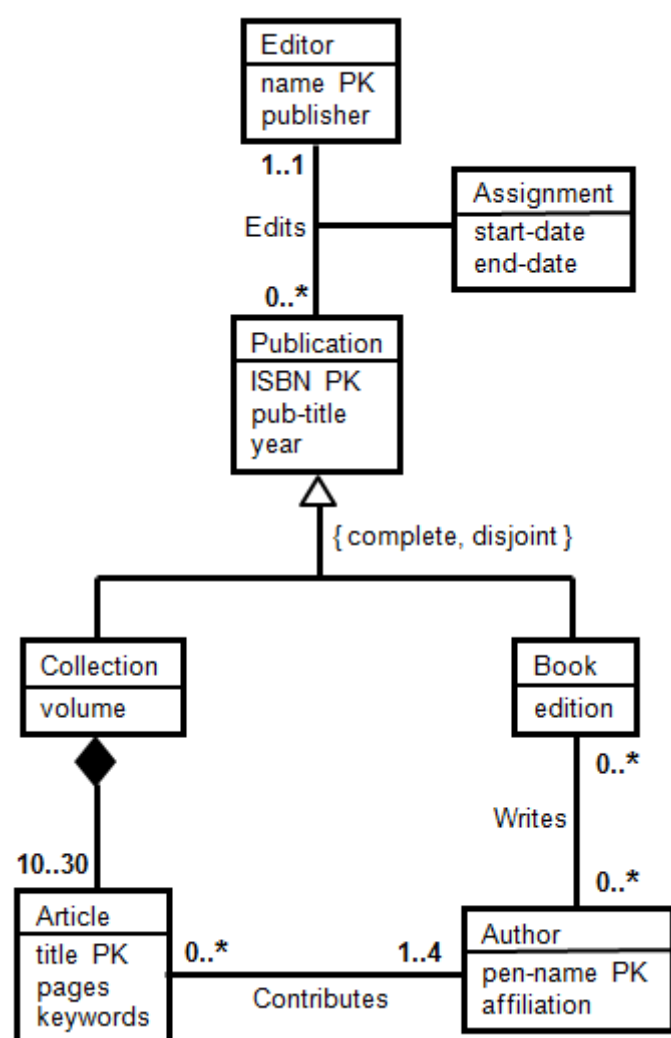 Editor
name PK
publisher
1..1
Assignment
start-date
end-date
Edits
0..*
Publication
ISBN PK
pub-title
year
{ complete, disjoint }
Collection
volume
Book
edition
0..*
Writes
10..30
0..*
Article
title PK
pages
keywords
0..*
1..4
Contributes
Author
pen-name PK
affiliation